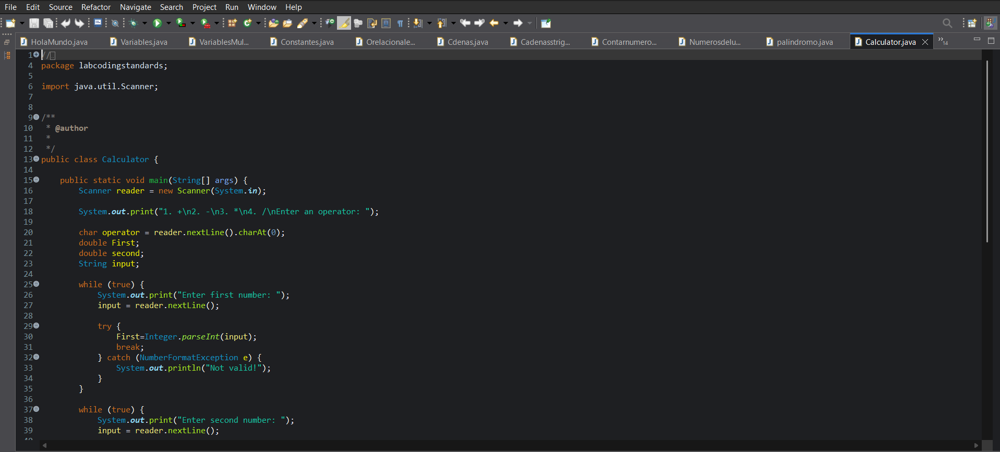 File Edit Source Refactor Navigate Search Project Run Window Help
HolaMundo.java Variables.java VariablesMul... Constantes.java Orelacionale... Cdenas.java Cadenasstrig... Contarnumero... Numerosdelu... palindromo.java Calculator.java 14
1 //
4 package labcodingstandards;
5
6 import java.util.Scanner;
7
8
9 /**
10  * @author
11  *
12  */
13 public class Calculator {
14
15     public static void main(String[] args) {
16         Scanner reader = new Scanner(System.in);
17
18         System.out.print("1. +\n2. -\n3. *\n4. /\nEnter an operator: ");
19
20         char operator = reader.nextLine().charAt(0);
21         double First;
22         double second;
23         String input;
24
25         while (true) {
26             System.out.print("Enter first number: ");
27             input = reader.nextLine();
28
29             try {
30                 First=Integer.parseInt(input);
31                 break;
32             } catch (NumberFormatException e) {
33                 System.out.println("Not valid!");
34             }
35         }
36
37         while (true) {
38             System.out.print("Enter second number: ");
39             input = reader.nextLine();